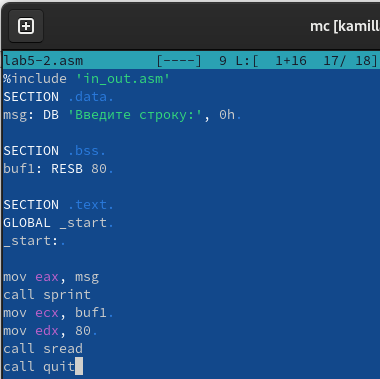 mc [kamill
lab5-2.asm [----] 9 L:[ 1+16 17/ 18]
%include 'in_out.asm'
SECTION .data.
msg: DB 'Введите строку:', 0h.
SECTION .bss.
buf1: RESB 80.
SECTION .text.
GLOBAL _start.
_start:.
mov eax, msg
call sprint
mov ecx, buf1.
mov edx, 80.
call sread
call quit